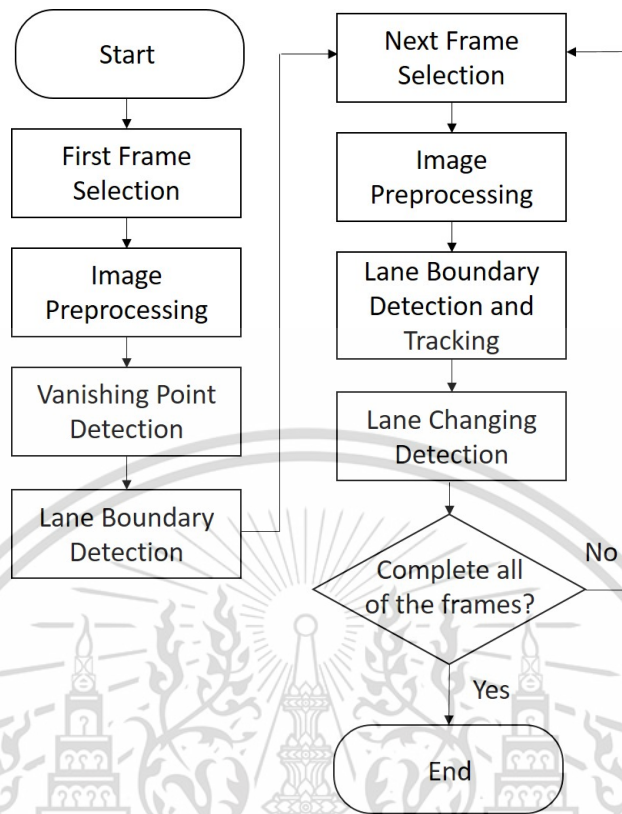 Start
First Frame
Selection
Image
Preprocessing
Vanishing Point
Detection
Lane Boundary
Detection
Next Frame
Selection
Image
Preprocessing
Lane Boundary
Detection and
Tracking
Lane Changing
Detection
Complete all
of the frames?
No
Yes
End